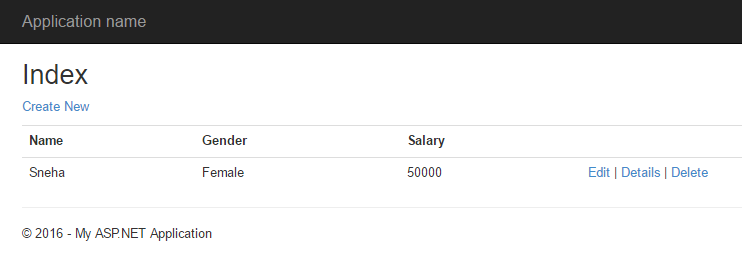 Application name
Index
Create New
Name Gender Salary
Sneha Female 50000 Edit | Details | Delete
© 2016 - My ASP.NET Application